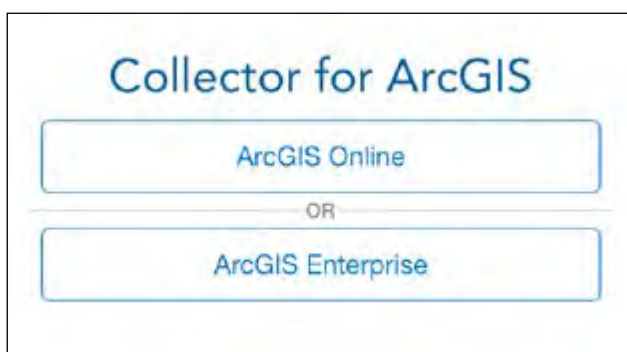 Collector for ArcGIS
ArcGIS Online
OR
ArcGIS Enterprise